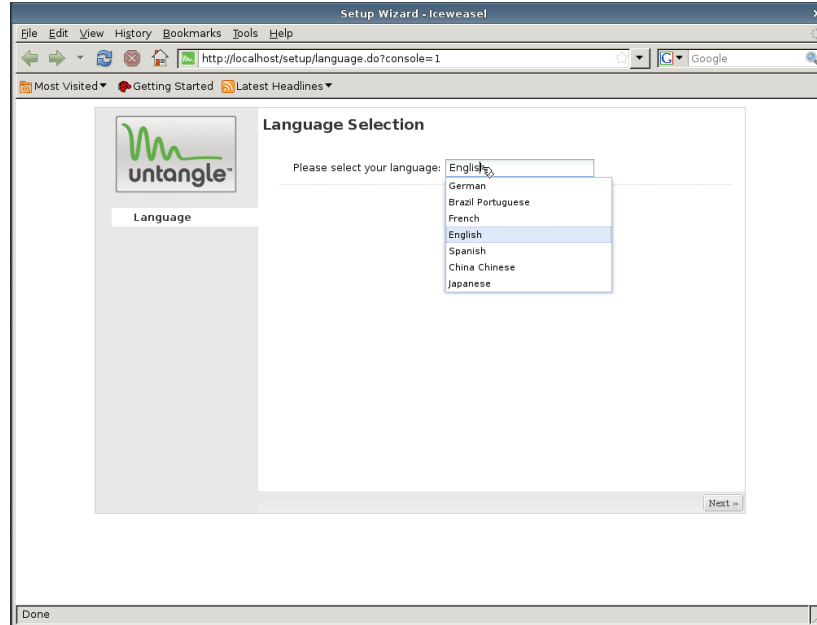 Setup Wizard - Iceweasel
File Edit View History Bookmarks Tools Help
http://localhost/setup/language.do?console=1
G Google
Most Visited Getting Started Latest Headlines
untangle™
Language
Language Selection
Please select your language: English
German
Brazil Portuguese
French
English
Spanish
China Chinese
Japanese
Next »
Done